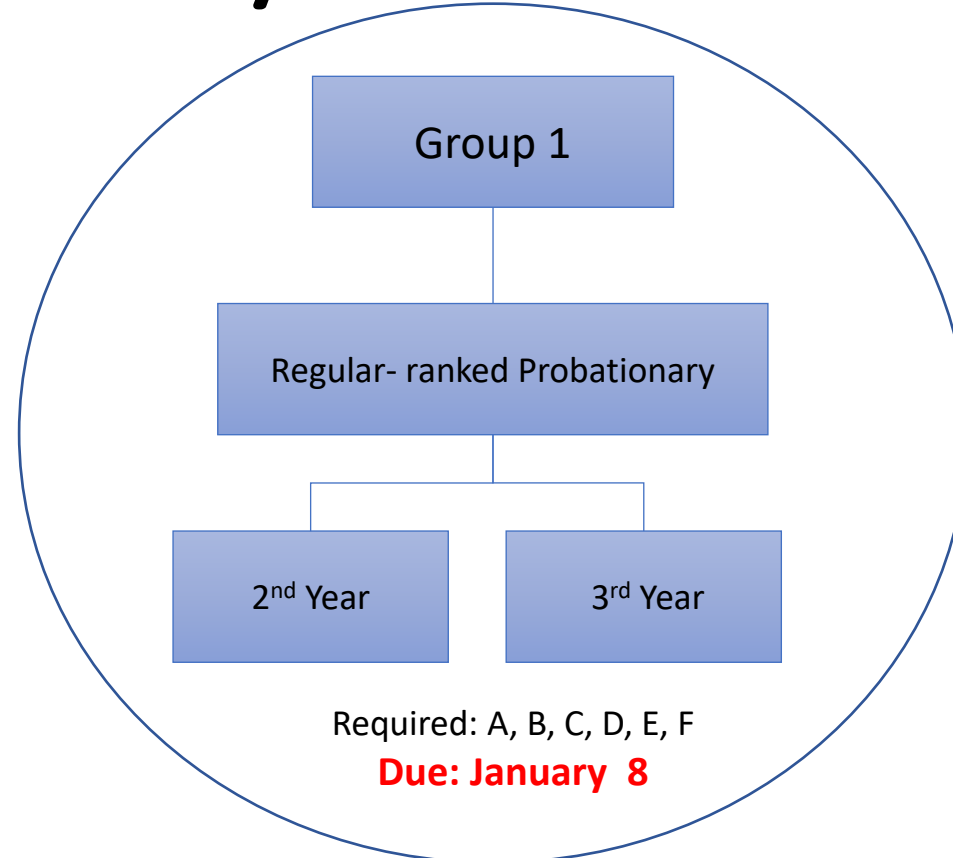 Group 1
Regular- ranked Probationary
2nd Year
3rd Year
Required: A, B, C, D, E, F
Due: January 8